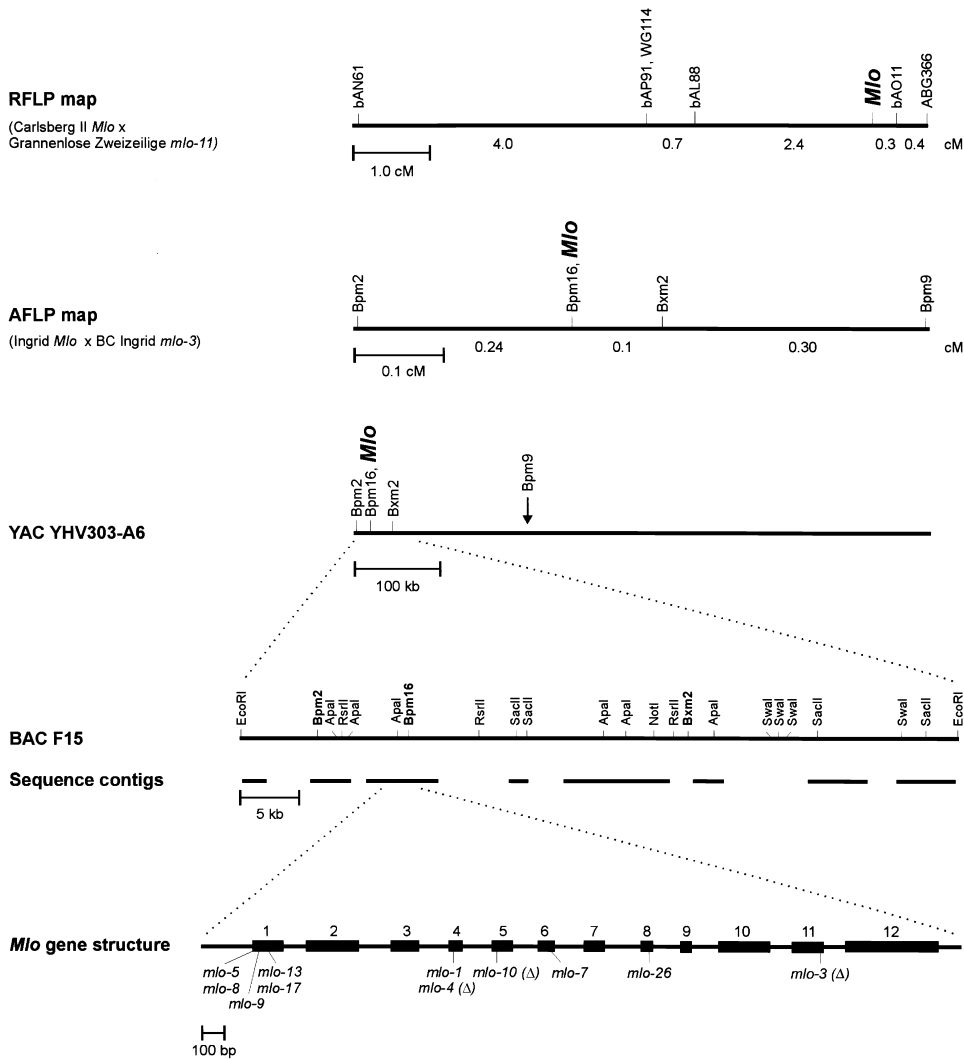 bAN61
bAP91, WG114
bAL88
Mlo
bAO11
ABG366
RFLP map
(Carlsberg II Mlo x
Grannenlose Zweizeilige mlo-11)
4.0 0.7 2.4 0.3 0.4 cM
1.0 cM
Bpm2
Bpm16, Mlo
Bxm2
Bpm9
AFLP map
(Ingrid Mlo x BC Ingrid mlo-3)
0.24 0.1 0.30 cM
0.1 cM
Bpm2
Bpm16, Mlo
Bxm2
Bpm9
YAC YHV303-A6
100 kb
EcoRI
Bpm2
ApaI
RsrII
ApaI
ApaI
Bpm16
RsrII
SacII
SacII
ApaI
ApaI
NotI
RsrII
Bxm2
ApaI
SwaI
SwaI
SwaI
SacII
SwaI
SacII
EcoRI
BAC F15
Sequence contigs
5 kb
1 2 3 4 5 6 7 8 9 10 11 12
Mlo gene structure
mlo-5 mlo-13 mlo-1 mlo-10 (Δ) mlo-7 mlo-26 mlo-3 (Δ)
mlo-8 mlo-17 mlo-4 (Δ)
mlo-9
100 bp